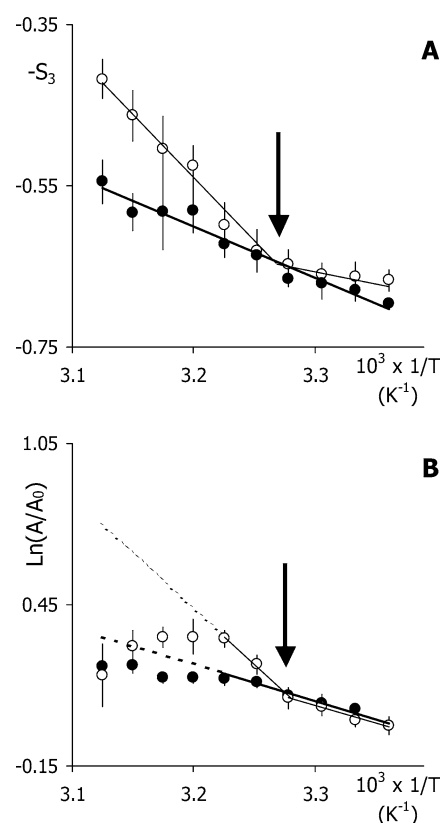 -0.35
A
-S₃
-0.55
-0.75
3.1
3.2
3.3
10³ x 1/T
(K⁻¹)
1.05
B
Ln(A/A₀)
0.45
-0.15
3.1
3.2
3.3
10³ x 1/T
(K⁻¹)